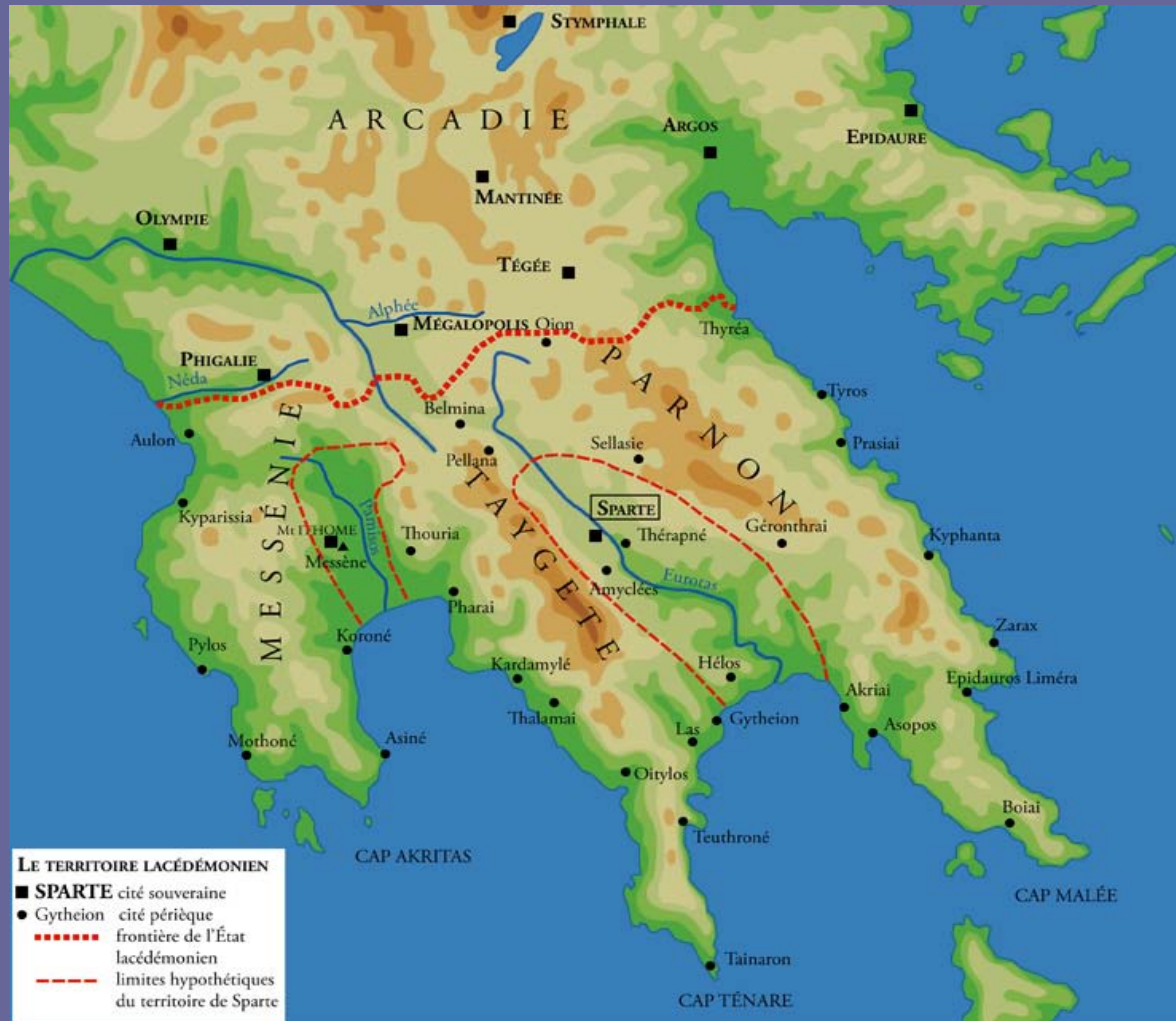 STYMPHALE
ARCADIE
ARGOS
EPIDAURE
MANTINÉE
OLYMPIE
TÉGÉE
Alphée
MÉGALOPOLIS
Oion
Thyréa
PHIGALIE
Néda
PARNON
Tyros
Belmina
Aulon
Sellasie
Prasiai
Pellana
MESSÉNIE
TAYGETE
Kyparissia
Pamisos
SPARTE
Mt ITHOME
Thouria
Thérapné
Géronthrai
Messène
Kyphanta
Amyclées
Eurotas
Pharai
Koroné
Zarax
Pylos
Kardamylé
Hélos
Epidauros Liméra
Akriai
Thalamai
Gytheion
Las
Asopos
Mothoné
Asiné
Oitylos
Boiai
Teuthroné
CAP AKRITAS
CAP MALÉE
Tainaron
CAP TÉNARE
LE TERRITOIRE LACÉDÉMONIEN
SPARTE cité souveraine
Gytheion cité périèque
frontière de l'État
lacédémonien
limites hypothétiques
du territoire de Sparte